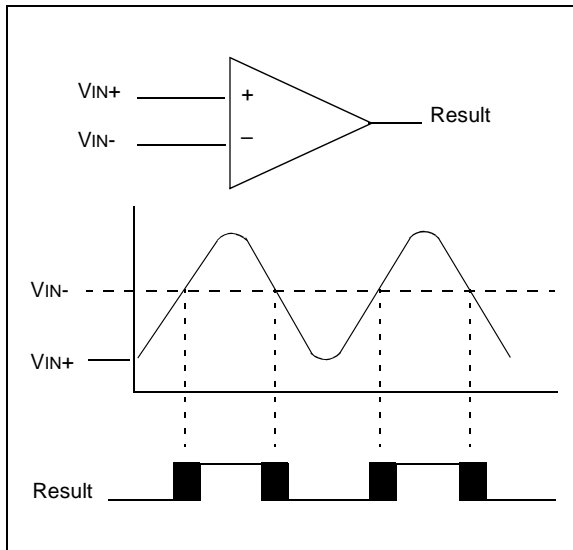 VIN+
+
Result
VIN-
–
VIN-
VIN+
Result